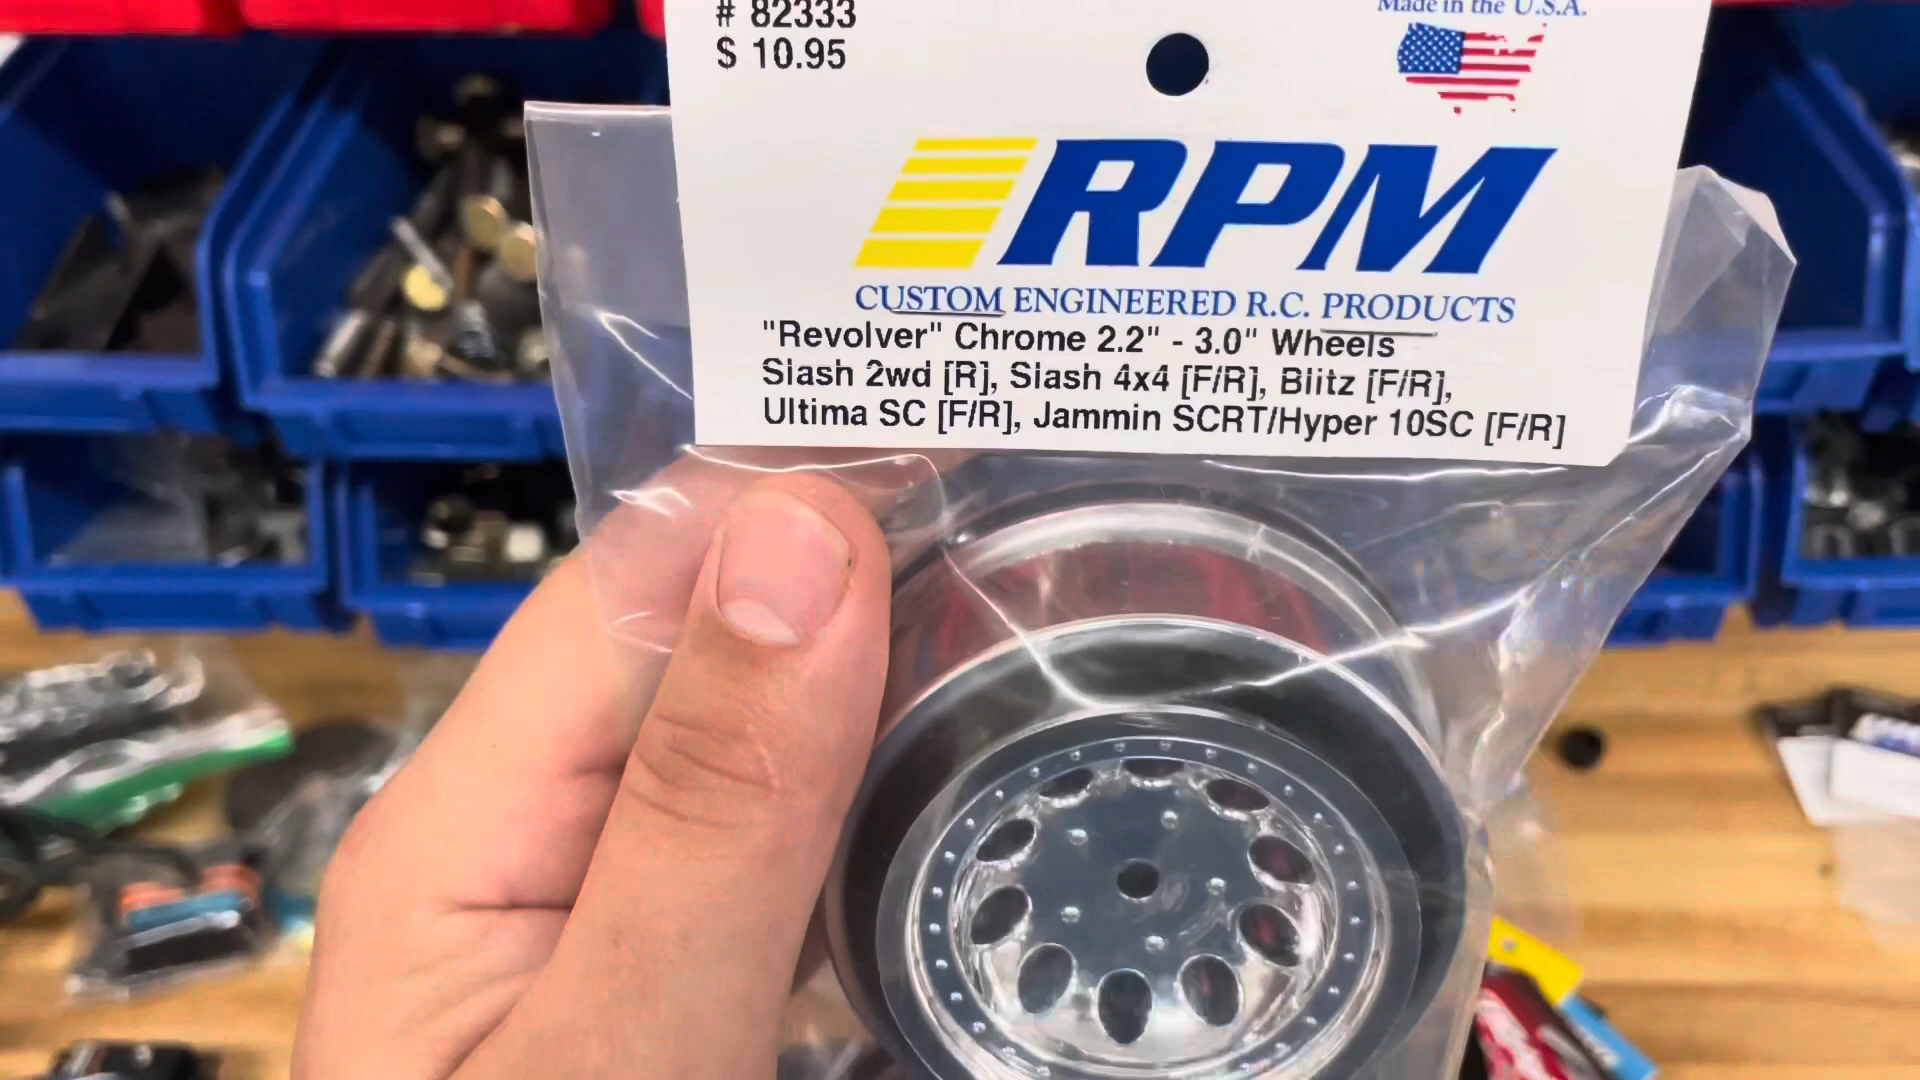 # 82333
$ 10.95
Made in the U.S.A.
RPM
CUSTOM ENGINEERED R.C. PRODUCTS
"Revolver" Chrome 2.2" - 3.0" Wheels
Slash 2wd [R], Slash 4x4 [F/R], Blitz [F/R],
Ultima SC [F/R], Jammin SCRT/Hyper 10SC [F/R]